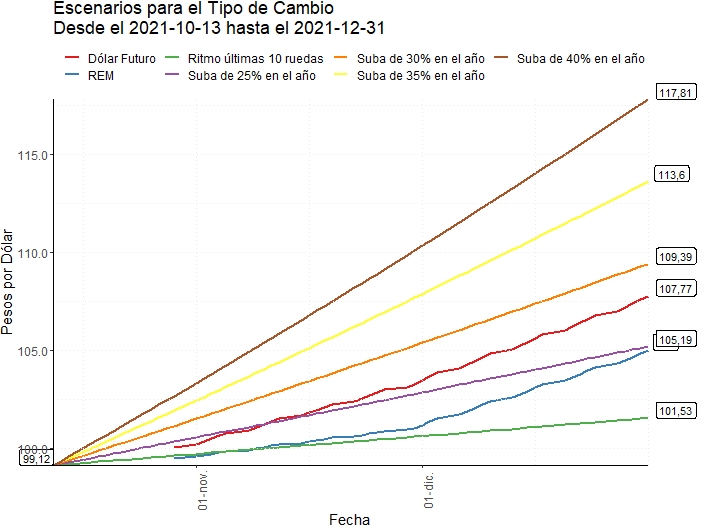 Escenarios para el Tipo de Cambio
Desde el 2021-10-13 hasta el 2021-12-31
Dólar Futuro
Ritmo últimas 10 ruedas
Suba de 30% en el año
Suba de 40% en el año
REM
Suba de 25% en el año
Suba de 35% en el año
117,81
115.0
113,6
110.0
109,39
107,77
105,19
105.0
101,53
100.0
99,12
01-nov.
01-dic.
Pesos por Dólar
Fecha